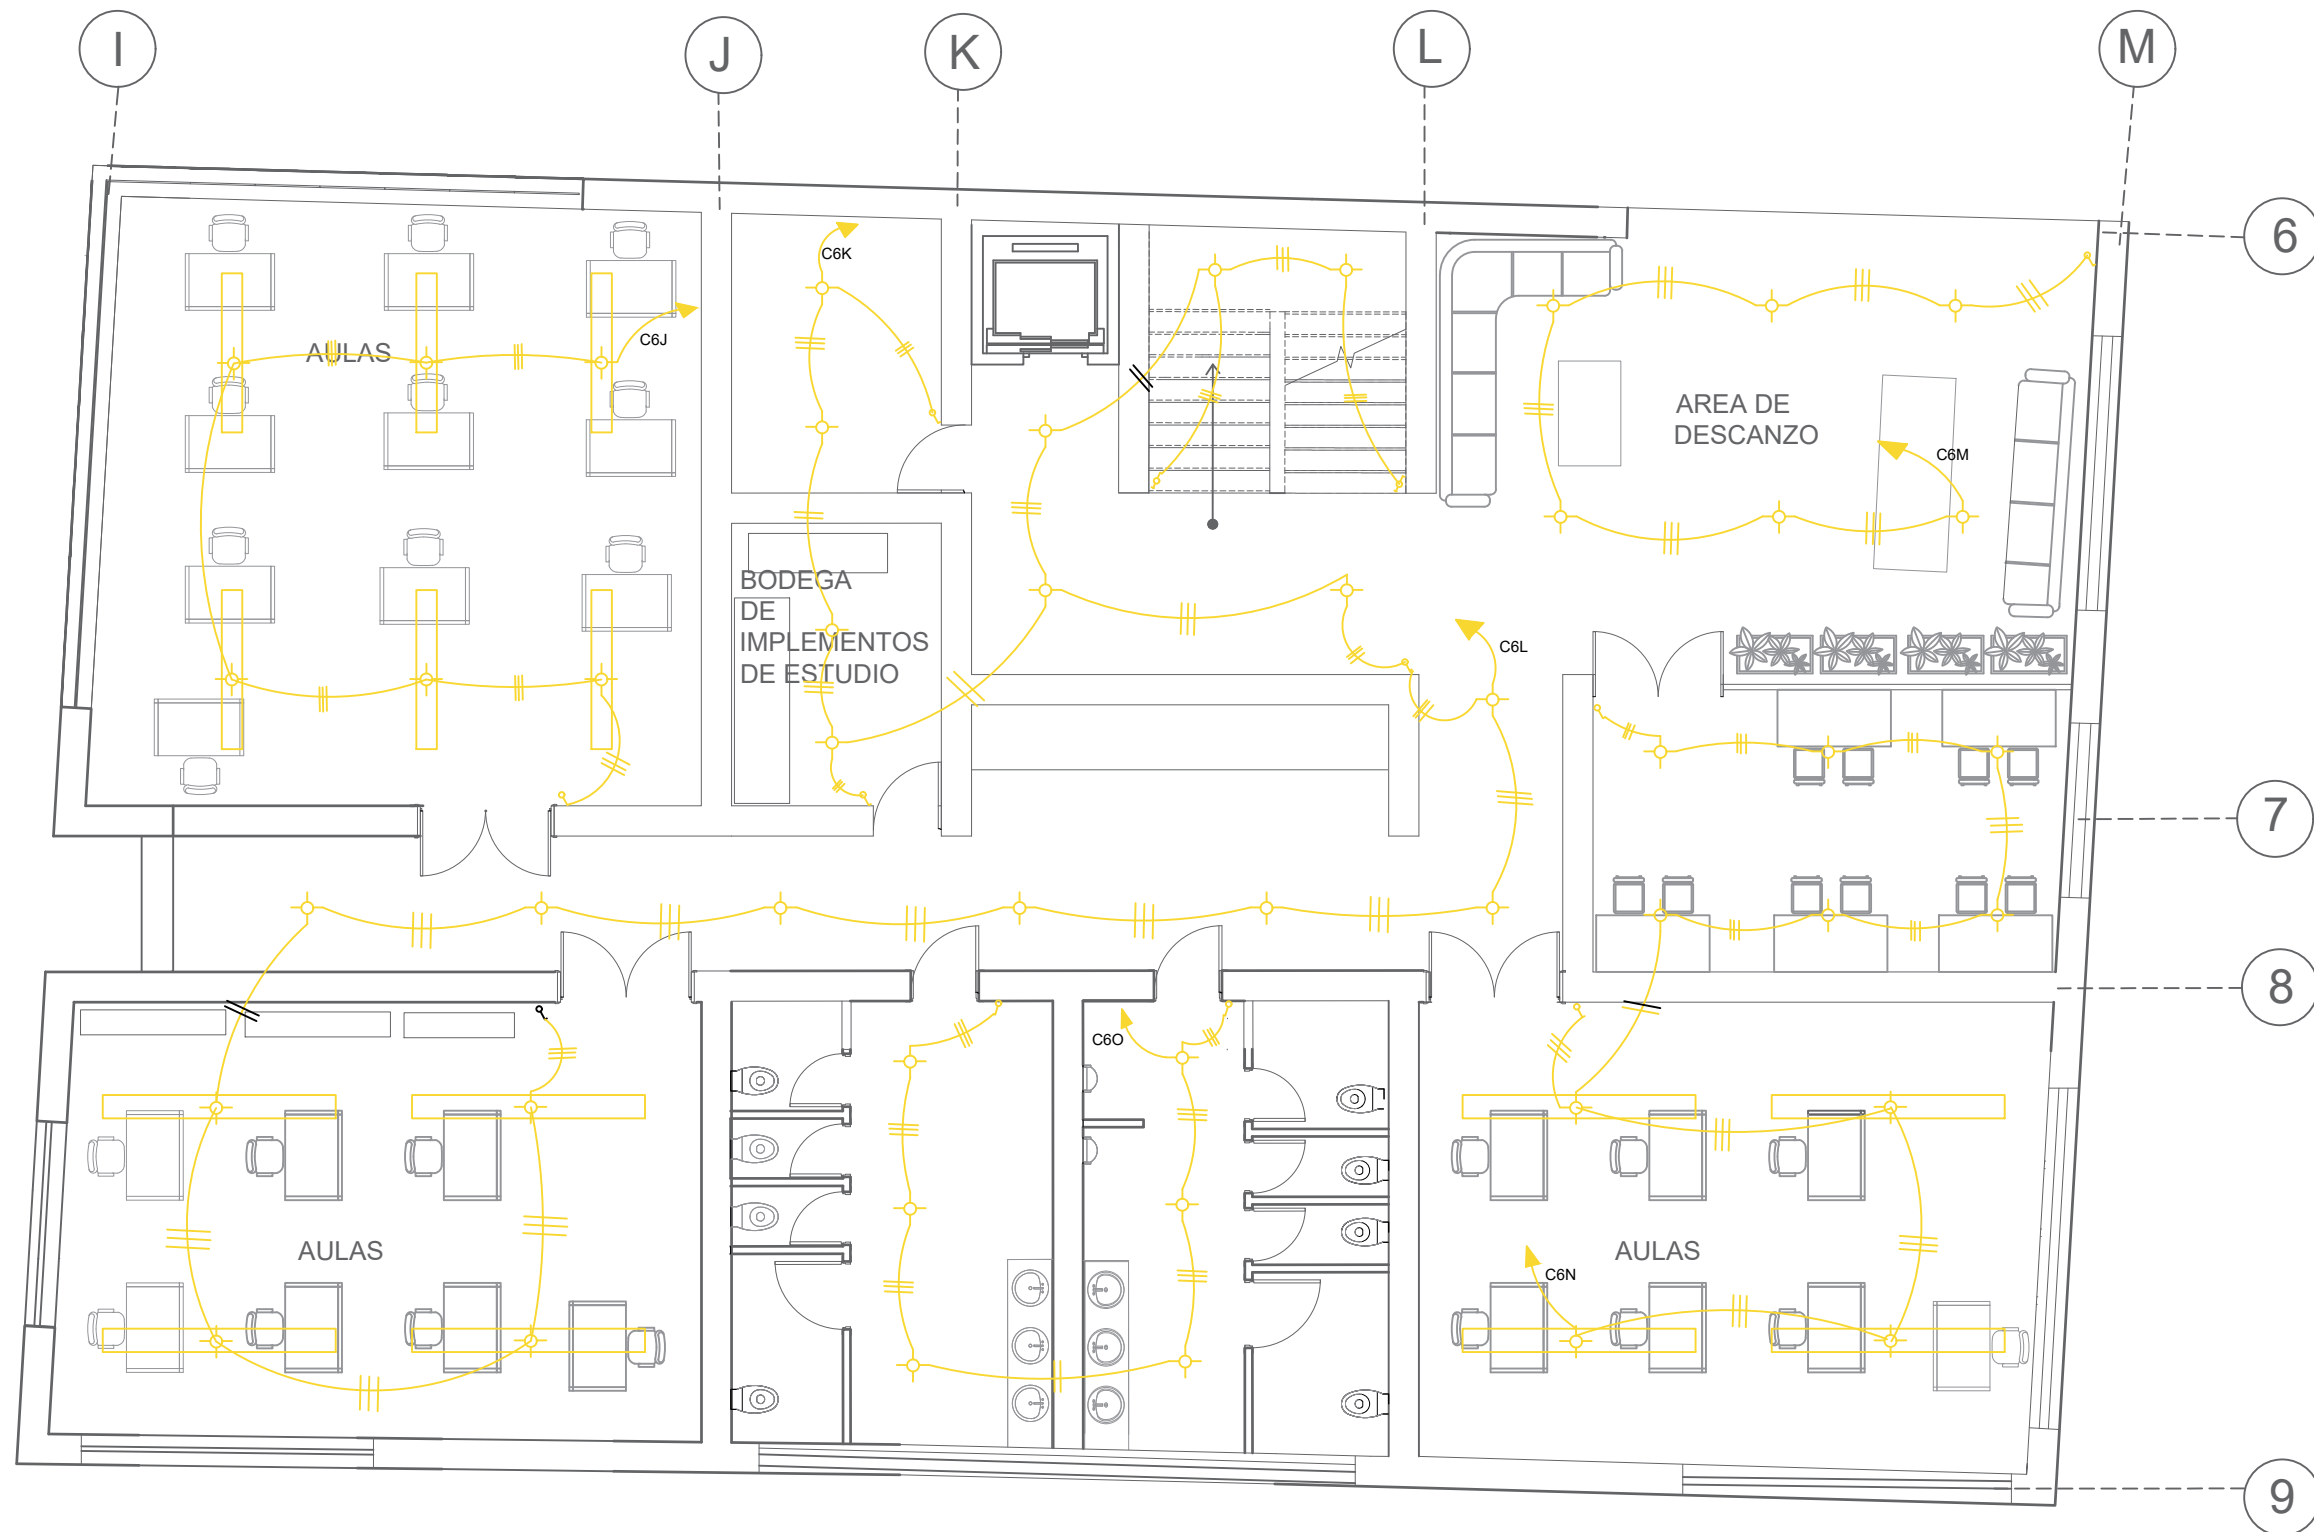 I
J
K
L
M
6
C6K
C6J
AULAS
AREA DE
DESCANZO
C6M
BODEGA
DE
IMPLEMENTOS
DE ESTUDIO
C6L
7
8
C6O
AULAS
AULAS
C6N
9